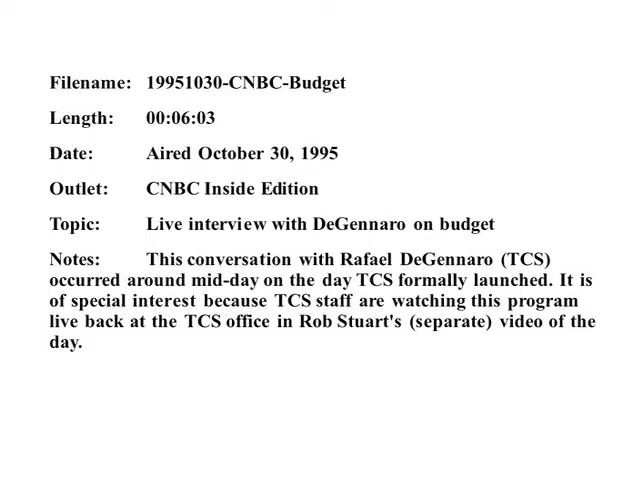 Filename: 19951030-CNBC-Budget
Length: 00:06:03
Date: Aired October 30, 1995
Outlet: CNBC Inside Edition
Topic: Live interview with DeGennaro on budget
Notes: This conversation with Rafael DeGennaro (TCS)
occurred around mid-day on the day TCS formally launched. It is
of special interest because TCS staff are watching this program
live back at the TCS office in Rob Stuart's (separate) video of the
day.